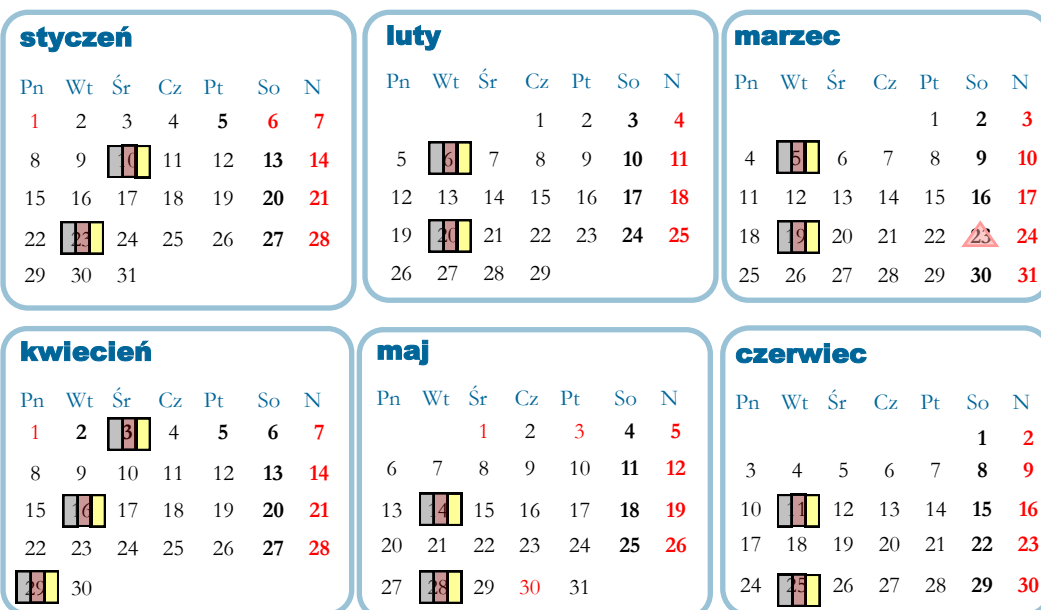 styczeń
Pn Wt Śr Cz Pt So N
1 2 3 4 5 6 7
8 9 10 11 12 13 14
15 16 17 18 19 20 21
22 23 24 25 26 27 28
29 30 31
luty
Pn Wt Śr Cz Pt So N
1 2 3 4
5 6 7 8 9 10 11
12 13 14 15 16 17 18
19 20 21 22 23 24 25
26 27 28 29
marzec
Pn Wt Śr Cz Pt So N
1 2 3
4 5 6 7 8 9 10
11 12 13 14 15 16 17
18 19 20 21 22 23 24
25 26 27 28 29 30 31
kwiecień
Pn Wt Śr Cz Pt So N
1 2 3 4 5 6 7
8 9 10 11 12 13 14
15 16 17 18 19 20 21
22 23 24 25 26 27 28
29 30
maj
Pn Wt Śr Cz Pt So N
1 2 3 4 5
6 7 8 9 10 11 12
13 14 15 16 17 18 19
20 21 22 23 24 25 26
27 28 29 30 31
czerwiec
Pn Wt Śr Cz Pt So N
1 2
3 4 5 6 7 8 9
10 11 12 13 14 15 16
17 18 19 20 21 22 23
24 25 26 27 28 29 30